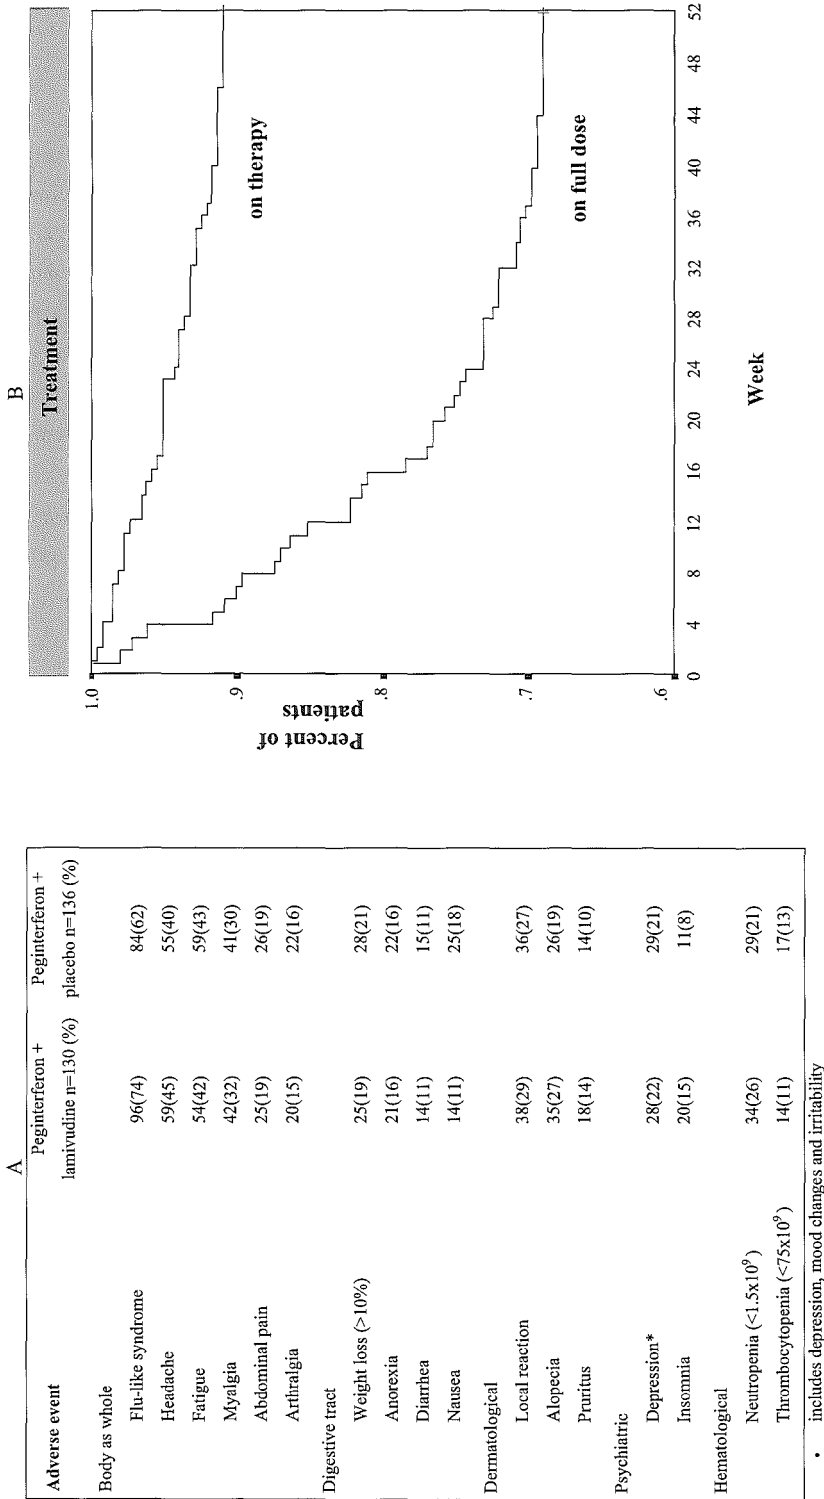 A
Adverse event Peginterferon + lamivudine n=130 (%) Peginterferon + placebo n=136 (%)
Body as whole
Flu-like syndrome 96(74) 84(62)
Headache 59(45) 55(40)
Fatigue 54(42) 59(43)
Myalgia 42(32) 41(30)
Abdominal pain 25(19) 26(19)
Arthralgia 20(15) 22(16)
Digestive tract
Weight loss (>10%) 25(19) 28(21)
Anorexia 21(16) 22(16)
Diarrhea 14(11) 15(11)
Nausea 14(11) 25(18)
Dermatological
Local reaction 38(29) 36(27)
Alopecia 35(27) 26(19)
Pruritus 18(14) 14(10)
Psychiatric
Depression* 28(22) 29(21)
Insomnia 20(15) 11(8)
Hematological
Neutropenia (<1.5x10⁹) 34(26) 29(21)
Thrombocytopenia (<75x10⁹) 14(11) 17(13)
• includes depression, mood changes and irritability
B
Treatment
1.0
.9
.8
.7
.6
Percent of
patients
on therapy
on full dose
0 4 8 12 16 20 24 28 32 36 40 44 48 52
Week